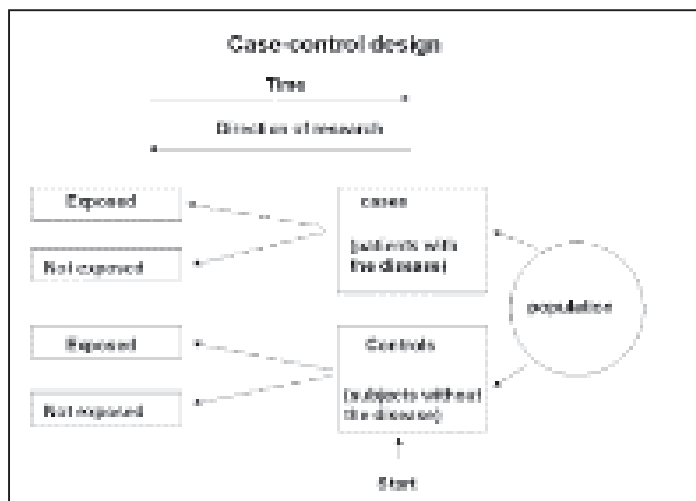 Case-control design
Time
Direction of research
Exposed
Not exposed
cases
(patients with
the disease)
population
Exposed
Not exposed
Controls
(subjects without
the disease)
Start